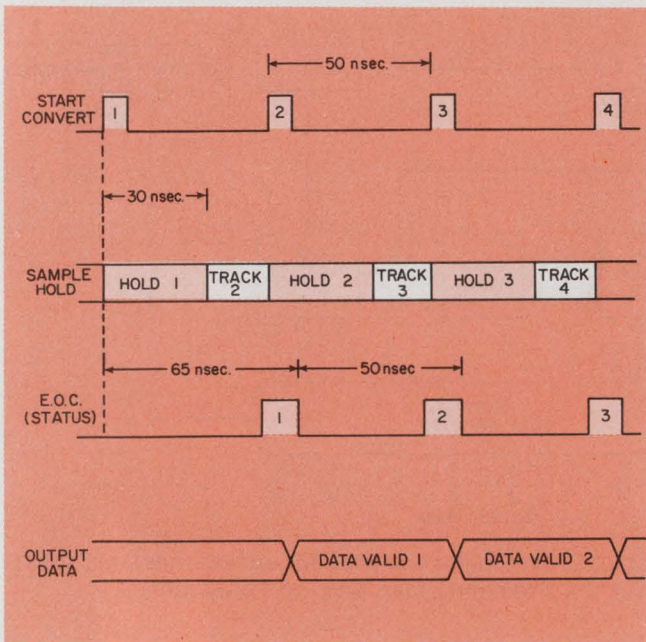 50 nsec.
START
CONVERT
1
2
3
4
30 nsec.
SAMPLE
HOLD
HOLD 1
TRACK
2
HOLD 2
TRACK
3
HOLD 3
TRACK
4
65 nsec.
50 nsec
E.O.C.
(STATUS)
1
2
3
OUTPUT
DATA
DATA VALID 1
DATA VALID 2